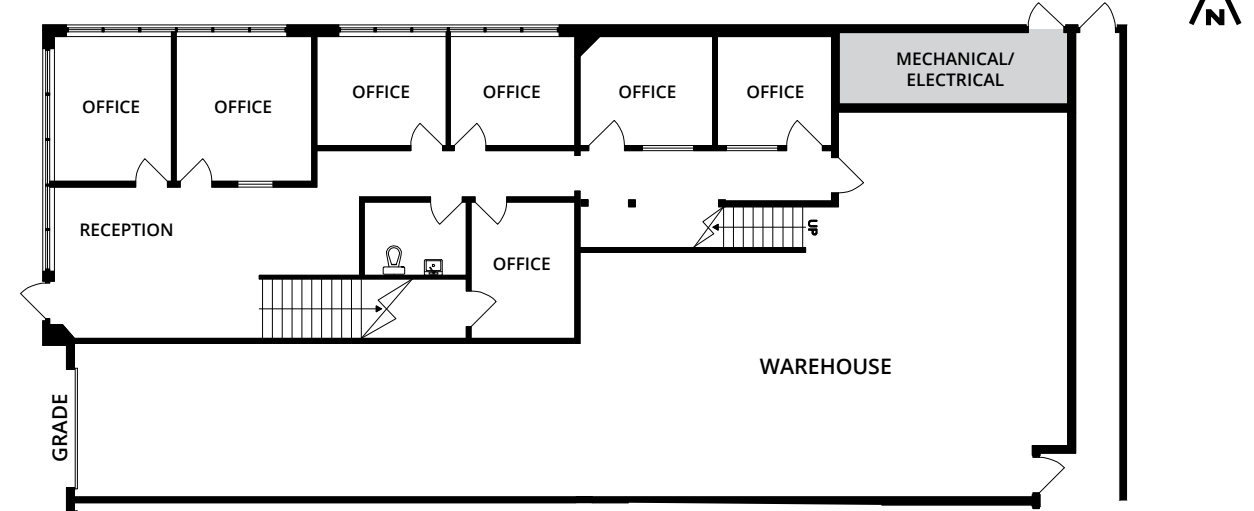 N
MECHANICAL/
ELECTRICAL
OFFICE
OFFICE
OFFICE
OFFICE
OFFICE
OFFICE
RECEPTION
UP
OFFICE
WAREHOUSE
GRADE